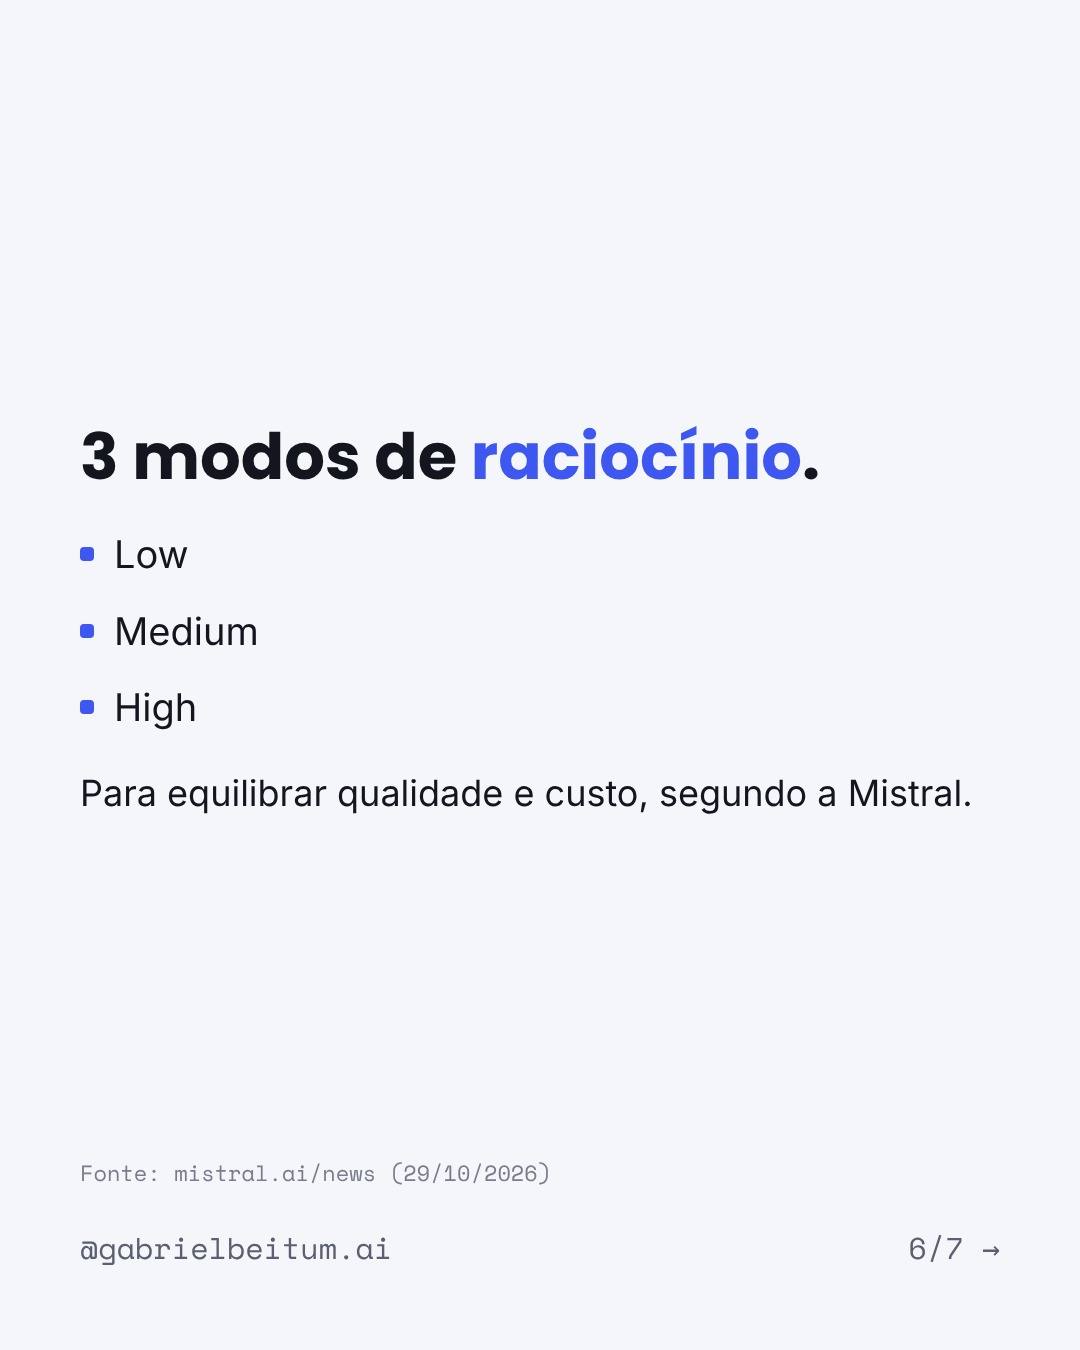 3 modos de raciocínio.
Low
Medium
High
Para equilibrar qualidade e custo, segundo a Mistral.
Fonte: mistral.ai/news (29/10/2026)
@gabrielbeitum.ai
6/7 →